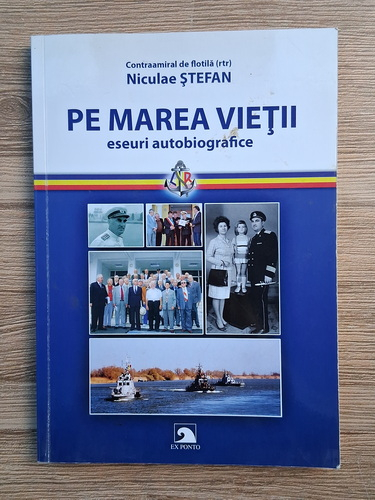 Contraamiral de flotilă (rtr)
Niculae ŞTEFAN
PE MAREA VIEŢII
eseuri autobiografice
EX PONTO